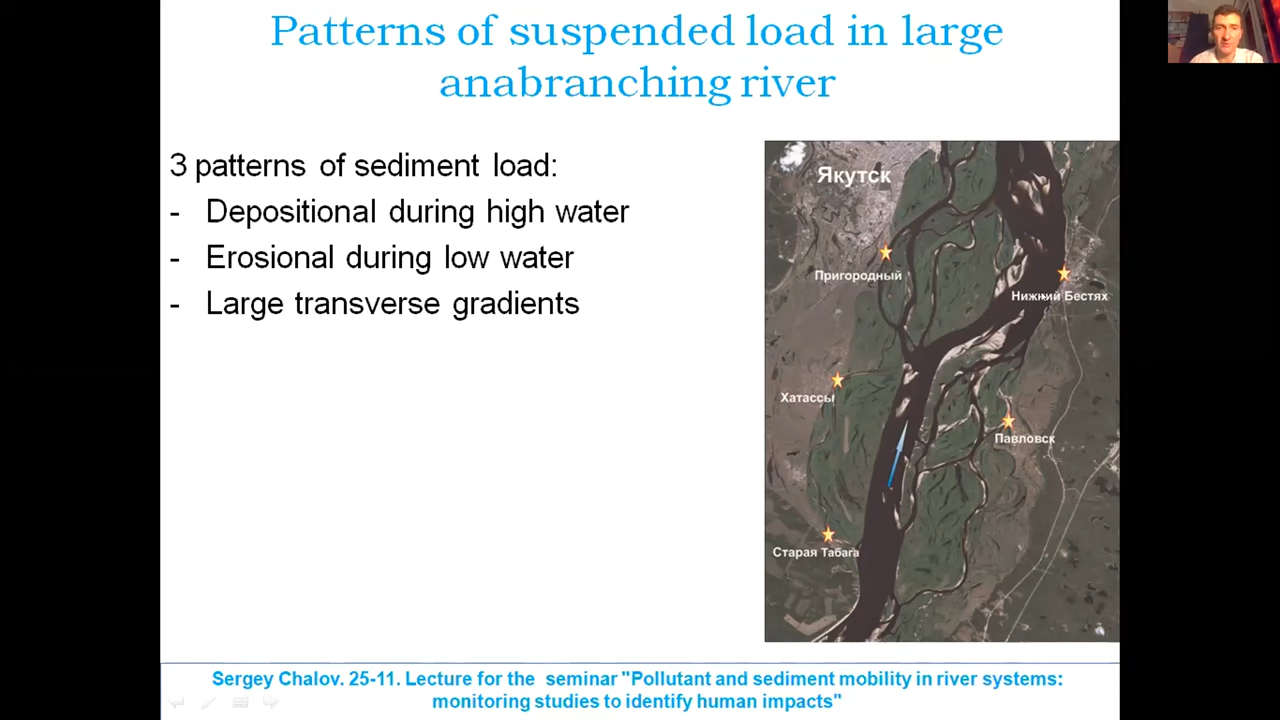 Patterns of suspended load in large
anabranching river
3 patterns of sediment load:
- Depositional during high water
- Erosional during low water
- Large transverse gradients
Якутск
Пригородный
Нижний Бестях
Хатассы
Павловск
Старая Табага
Sergey Chalov. 25-11. Lecture for the seminar "Pollutant and sediment mobility in river systems:
monitoring studies to identify human impacts"